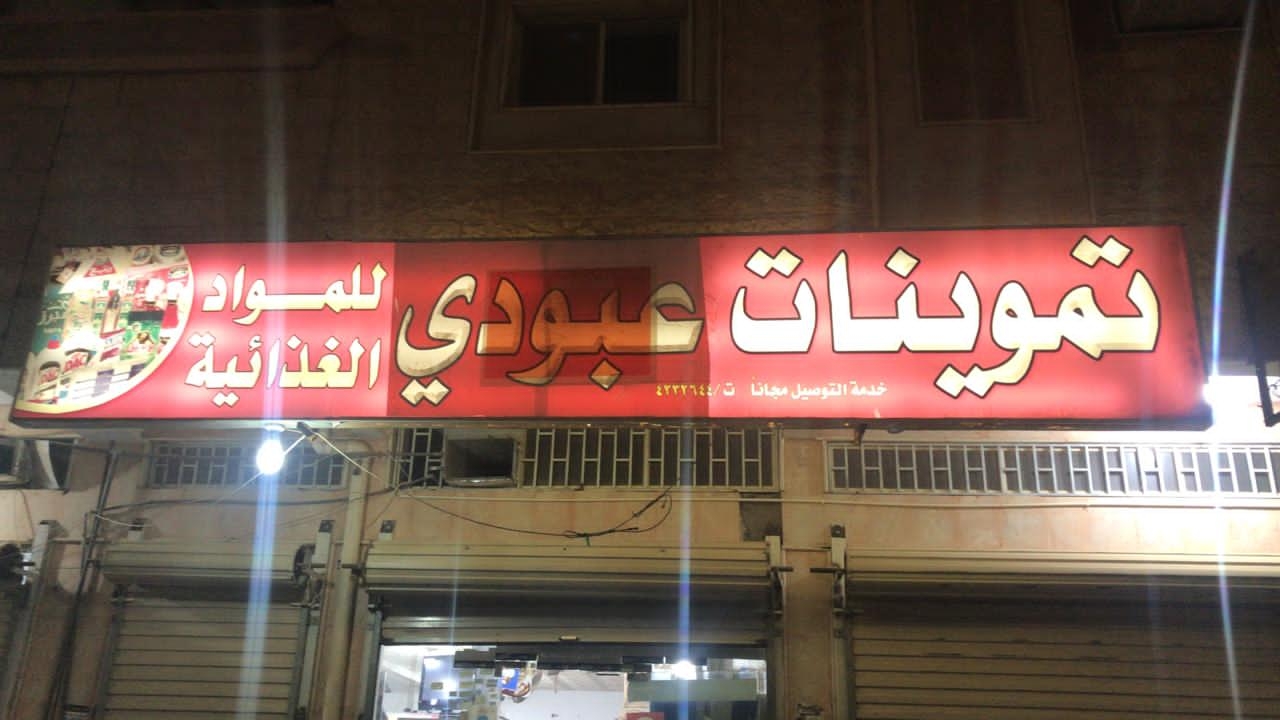 تموينات عبودي
للمواد
الغذائية
خدمة التوصيل مجانا ت/٤٢٣٢٦٤٤